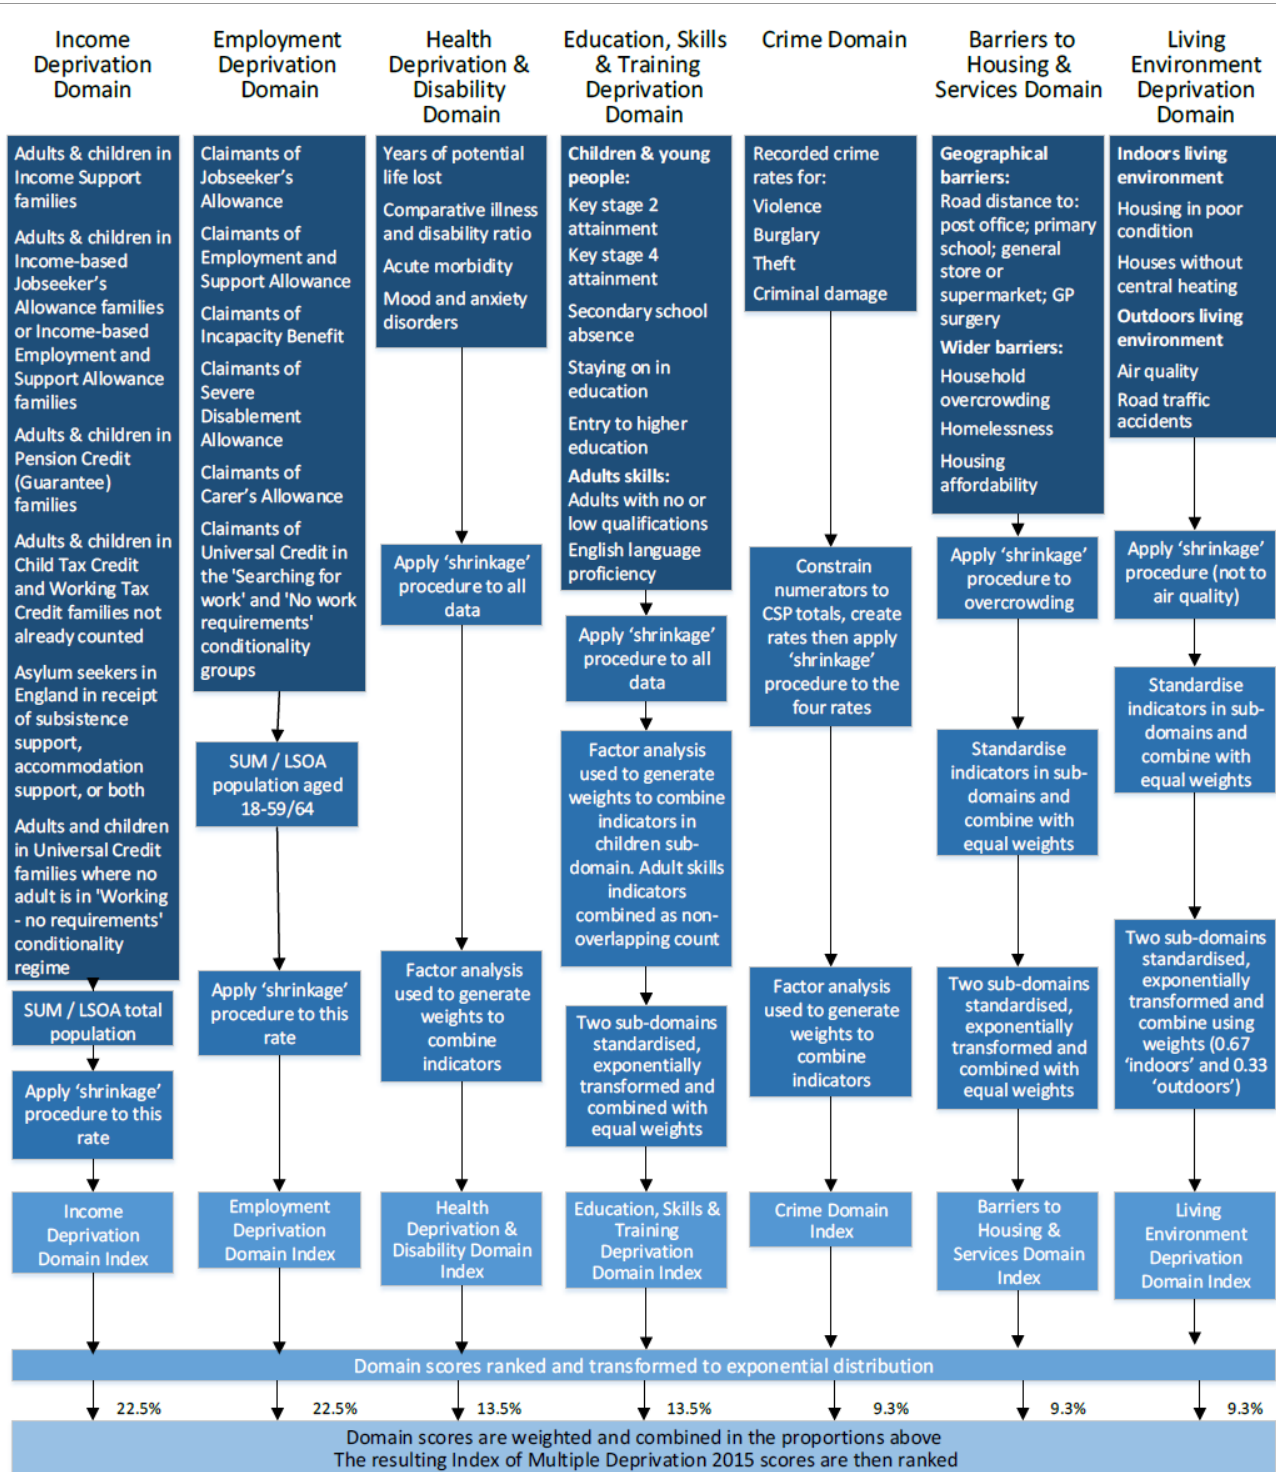 Income
Deprivation
Domain
Employment
Deprivation
Domain
Health
Deprivation &
Disability
Domain
Education, Skills
& Training
Deprivation
Domain
Crime Domain
Barriers to
Housing &
Services Domain
Living
Environment
Deprivation
Domain
Adults & children in
Income Support
families
Adults & children in
Income-based
Jobseeker's
Allowance families
or Income-based
Employment and
Support Allowance
families
Adults & children in
Pension Credit
(Guarantee)
families
Adults & children in
Child Tax Credit
and Working Tax
Credit families not
already counted
Asylum seekers in
England in receipt
of subsistence
support,
accommodation
support, or both
Adults and children
in Universal Credit
families where no
adult is in 'Working
- no requirements'
conditionality
regime
SUM / LSOA total
population
Apply ‘shrinkage’
procedure to this
rate
Income
Deprivation
Domain Index
Claimants of
Jobseeker’s
Allowance
Claimants of
Employment and
Support Allowance
Claimants of
Incapacity Benefit
Claimants of
Severe
Disablement
Allowance
Claimants of
Carer’s Allowance
Claimants of
Universal Credit in
the 'Searching for
work' and 'No work
requirements'
conditionality
groups
SUM / LSOA
population aged
18-59/64
Apply ‘shrinkage’
procedure to this
rate
Employment
Deprivation
Domain Index
Years of potential
life lost
Comparative illness
and disability ratio
Acute morbidity
Mood and anxiety
disorders
Apply ‘shrinkage’
procedure to all
data
Factor analysis
used to generate
weights to
combine
indicators
Health
Deprivation &
Disability Domain
Index
Children & young
people:
Key stage 2
attainment
Key stage 4
attainment
Secondary school
absence
Staying on in
education
Entry to higher
education
Adults skills:
Adults with no or
low qualifications
English language
proficiency
Apply ‘shrinkage’
procedure to all
data
Factor analysis
used to generate
weights to combine
indicators in
children sub-
domain. Adult skills
indicators
combined as non-
overlapping count
Two sub-domains
standardised,
exponentially
transformed and
combined with
equal weights
Education, Skills &
Training
Deprivation
Domain Index
Recorded crime
rates for:
Violence
Burglary
Theft
Criminal damage
Constrain
numerators to
CSP totals, create
rates then apply
‘shrinkage’
procedure to the
four rates
Factor analysis
used to generate
weights to
combine
indicators
Crime Domain
Index
Geographical
barriers:
Road distance to:
post office; primary
school; general
store or
supermarket; GP
surgery
Wider barriers:
Household
overcrowding
Homelessness
Housing
affordability
Apply ‘shrinkage’
procedure to
overcrowding
Standardise
indicators in sub-
domains and
combine with
equal weights
Two sub-domains
standardised,
exponentially
transformed and
combined with
equal weights
Barriers to
Housing &
Services Domain
Index
Indoors living
environment
Housing in poor
condition
Houses without
central heating
Outdoors living
environment
Air quality
Road traffic
accidents
Apply ‘shrinkage’
procedure (not to
air quality)
Standardise
indicators in sub-
domains and
combine with
equal weights
Two sub-domains
standardised,
exponentially
transformed and
combine using
weights (0.67
‘indoors’ and 0.33
‘outdoors’)
Living
Environment
Deprivation
Domain Index
Domain scores ranked and transformed to exponential distribution
22.5%
22.5%
13.5%
13.5%
9.3%
9.3%
9.3%
Domain scores are weighted and combined in the proportions above
The resulting Index of Multiple Deprivation 2015 scores are then ranked